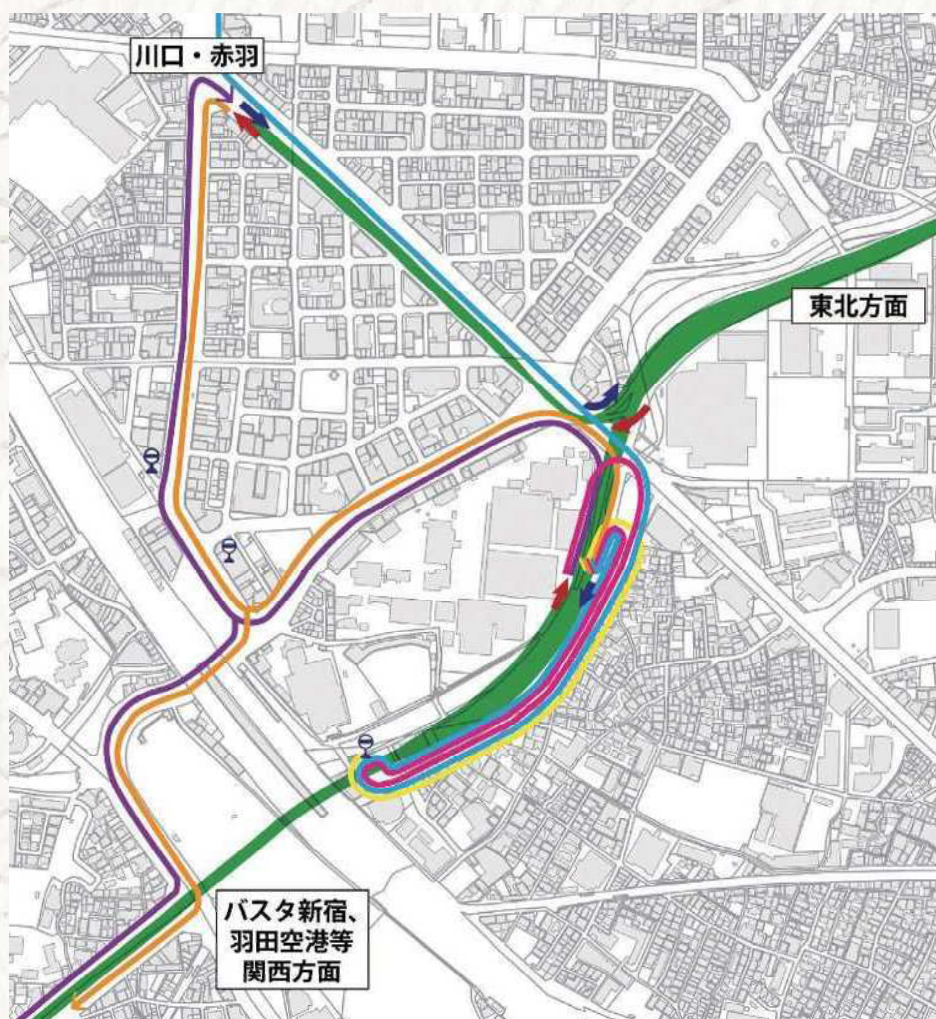 川口・赤羽
東北方面
バスタ新宿、
羽田空港等
関西方面